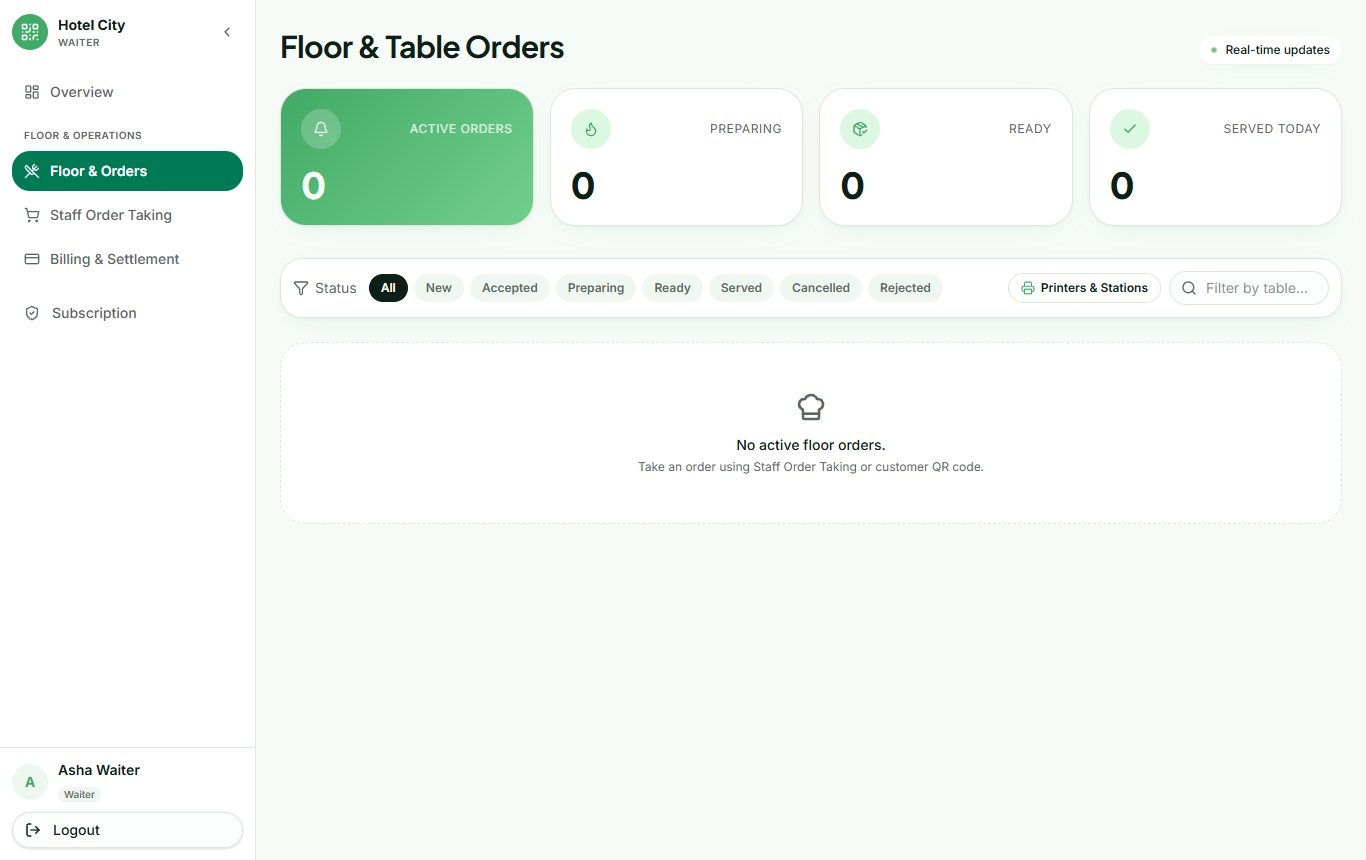 Hotel City
WAITER
Overview
FLOOR & OPERATIONS
Floor & Orders
Staff Order Taking
Billing & Settlement
Subscription
A
Asha Waiter
Waiter
Logout
Floor & Table Orders
Real-time updates
ACTIVE ORDERS
0
PREPARING
0
READY
0
SERVED TODAY
0
Status All New Accepted Preparing Ready Served Cancelled Rejected Printers & Stations Filter by table...
No active floor orders.
Take an order using Staff Order Taking or customer QR code.